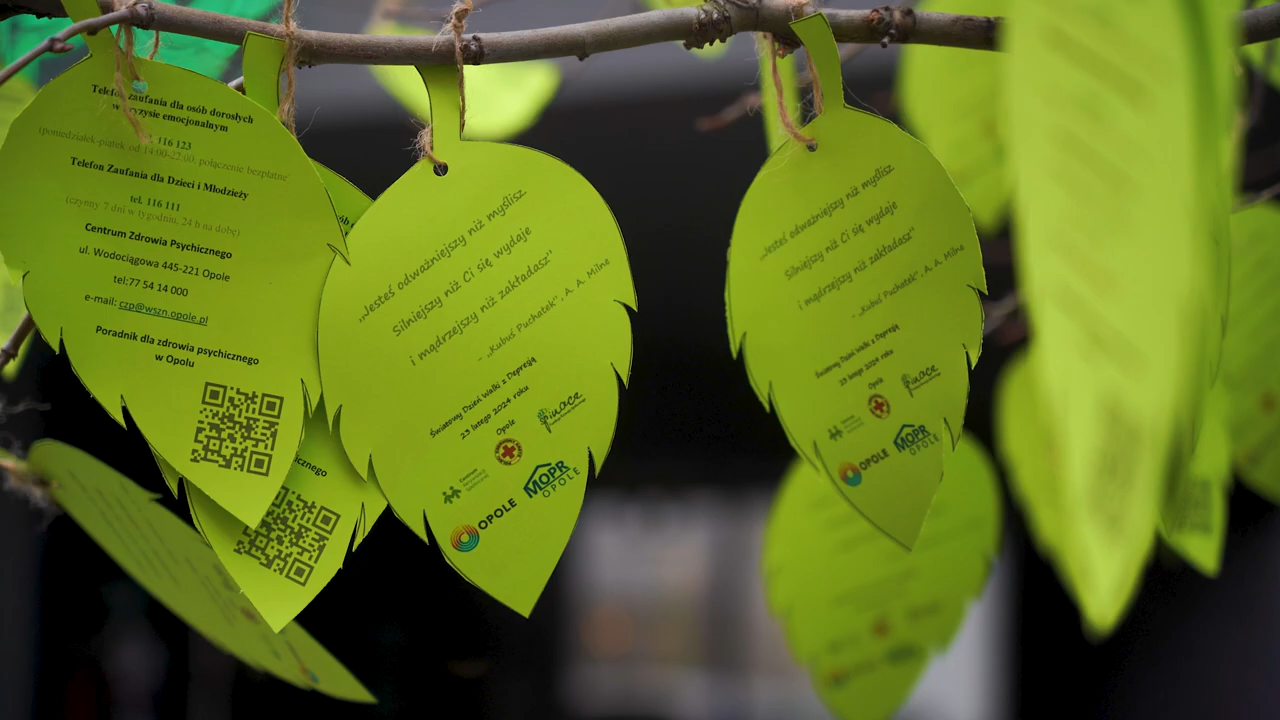 Telefon zaufania dla osób dorosłych
w kryzysie emocjonalnym
116 123
(poniedziałek-piątek od 14:00-22:00, połączenie bezpłatne
Telefon Zaufania dla Dzieci i Młodzieży
tel. 116 111
(czynny 7 dni w tygodniu, 24 h na dobę)
Centrum Zdrowia Psychicznego
ul. Wodociągowa 445-221 Opole
tel:77 54 14 000
e-mail: czp@wszn.opole.pl
Poradnik dla zdrowia psychicznego
w Opolu
„Jesteś odważniejszy niż myślisz
Silniejszy niż Ci się wydaje
i mądrzejszy niż zakładasz"
- „Kubuś Puchatek", A. A. Milne
Światowy Dzień Walki z Depresją
23 lutego 2024 roku
Opole
OPOLE
MOPR
OPOLE
„Jesteś odważniejszy niż myślisz
Silniejszy niż Ci się wydaje
i mądrzejszy niż zakładasz"
- „Kubuś Puchatek", A. A. Milne
Światowy Dzień Walki z Depresją
23 lutego 2024 roku
Opole
OPOLE
MOPR
OPOLE